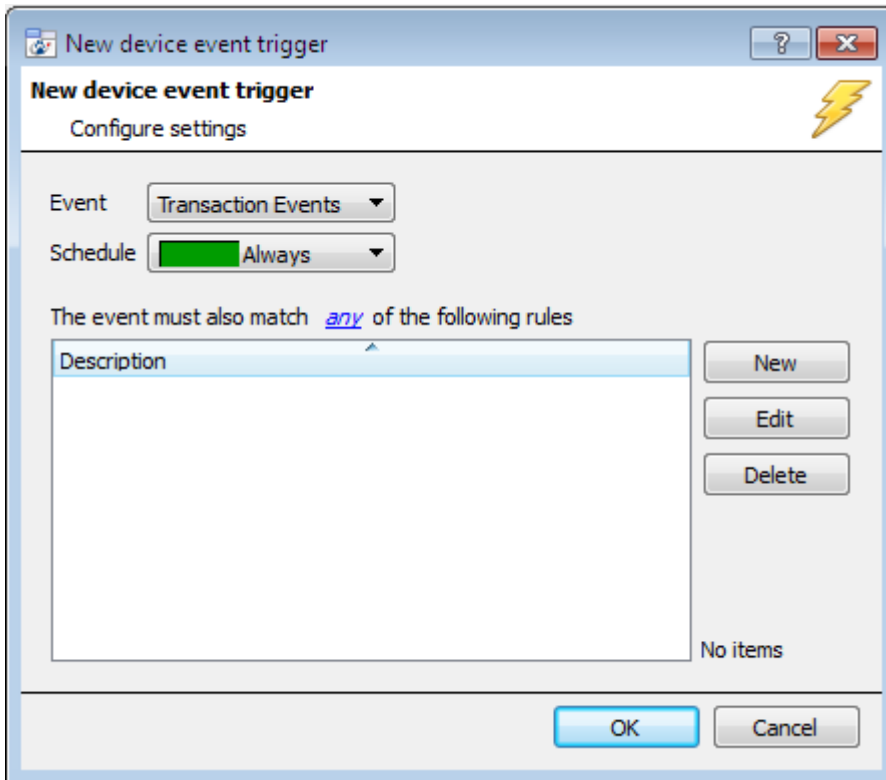 New device event trigger
New device event trigger
Configure settings
Event Transaction Events
Schedule Always
The event must also match any of the following rules
Description
New
Edit
Delete
No items
OK Cancel